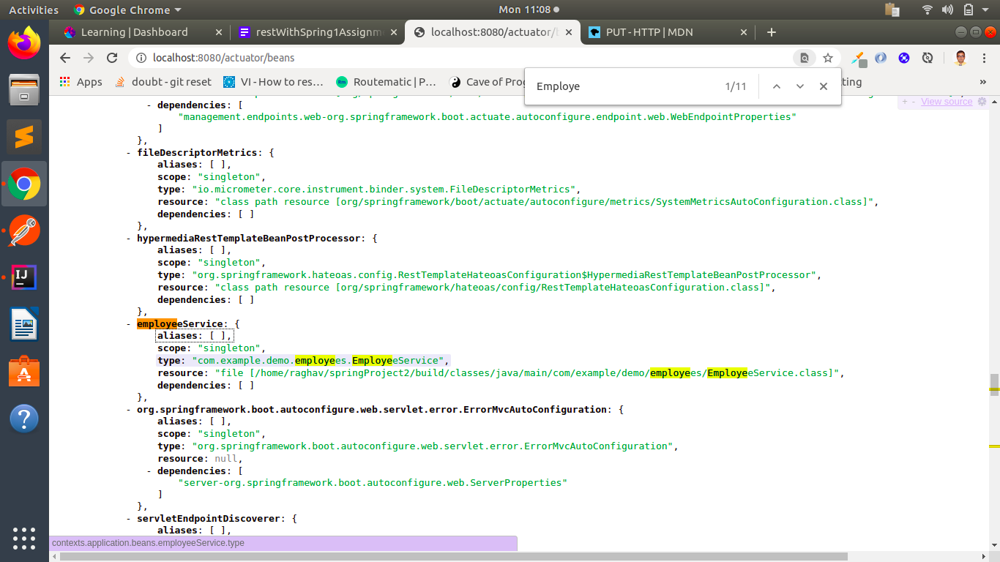 Activities Google Chrome Mon 11:08
Learning | Dashboard restWithSpring1Assignm localhost:8080/actuator/b PUT - HTTP | MDN
localhost:8080/actuator/beans
Apps doubt - git reset VI - How to res… Routematic | P… Cave of Prog ting »
Employe 1/11
+ - View source
- dependencies: [
"management.endpoints.web-org.springframework.boot.actuate.autoconfigure.endpoint.web.WebEndpointProperties"
]
},
- fileDescriptorMetrics: {
aliases: [ ],
scope: "singleton",
type: "io.micrometer.core.instrument.binder.system.FileDescriptorMetrics",
resource: "class path resource [org/springframework/boot/actuate/autoconfigure/metrics/SystemMetricsAutoConfiguration.class]",
dependencies: [ ]
},
- hypermediaRestTemplateBeanPostProcessor: {
aliases: [ ],
scope: "singleton",
type: "org.springframework.hateoas.config.RestTemplateHateoasConfiguration$HypermediaRestTemplateBeanPostProcessor",
resource: "class path resource [org/springframework/hateoas/config/RestTemplateHateoasConfiguration.class]",
dependencies: [ ]
},
- employeeService: {
aliases: [ ],
scope: "singleton",
type: "com.example.demo.employees.EmployeeService",
resource: "file [/home/raghav/springProject2/build/classes/java/main/com/example/demo/employees/EmployeeService.class]",
dependencies: [ ]
},
- org.springframework.boot.autoconfigure.web.servlet.error.ErrorMvcAutoConfiguration: {
aliases: [ ],
scope: "singleton",
type: "org.springframework.boot.autoconfigure.web.servlet.error.ErrorMvcAutoConfiguration",
resource: null,
- dependencies: [
"server-org.springframework.boot.autoconfigure.web.ServerProperties"
]
},
- servletEndpointDiscoverer: {
aliases: [ ],
contexts.application.beans.employeeService.type